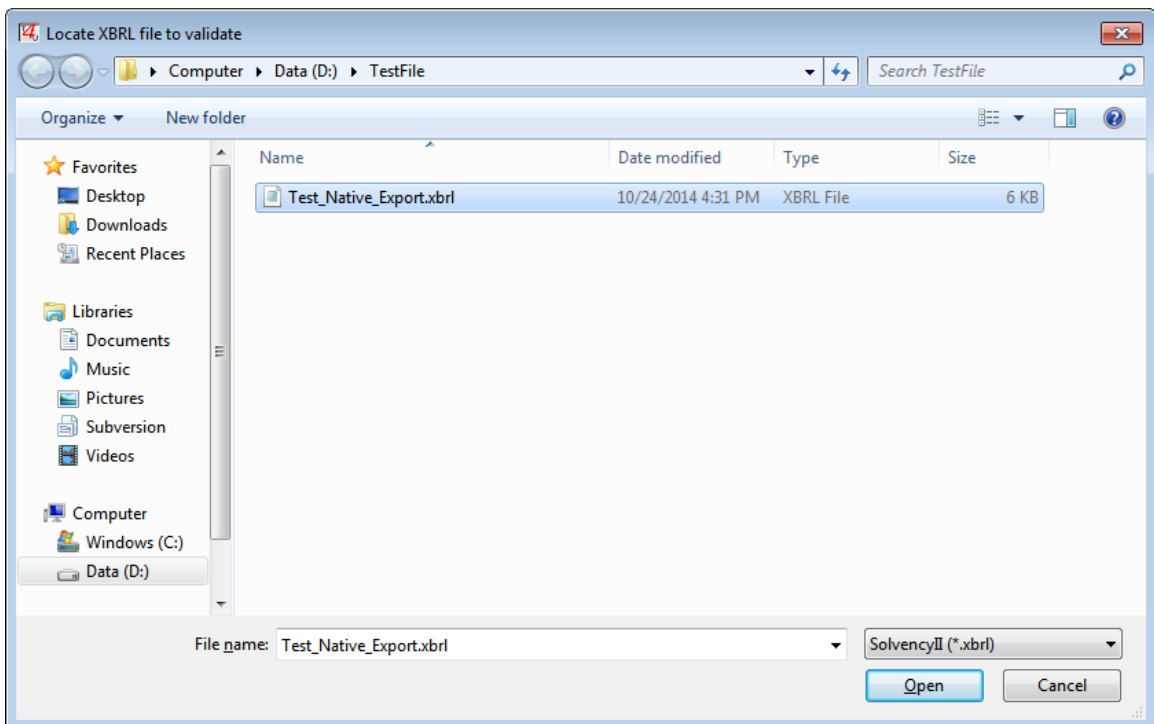 Locate XBRL file to validate
Computer Data (D:) TestFile
Search TestFile
Organize New folder
Name Date modified Type Size
Test_Native_Export.xbrl 10/24/2014 4:31 PM XBRL File 6 KB
Favorites
Desktop
Downloads
Recent Places
Libraries
Documents
Music
Pictures
Subversion
Videos
Computer
Windows (C:)
Data (D:)
File name: Test_Native_Export.xbrl SolvencyII (*.xbrl)
Open Cancel